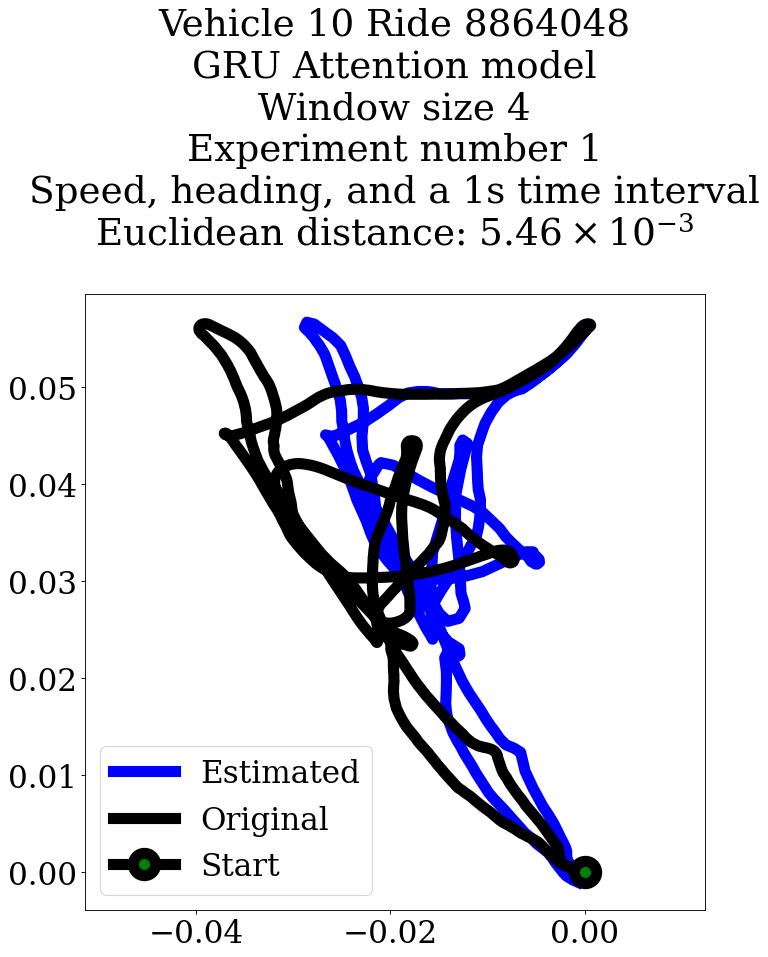 Vehicle 10 Ride 8864048
GRU Attention model
Window size 4
Experiment number 1
Speed, heading, and a 1s time interval
Euclidean distance: 5.46 × 10⁻³
0.05
0.04
0.03
0.02
0.01
0.00
Estimated
Original
Start
−0.04
−0.02
0.00